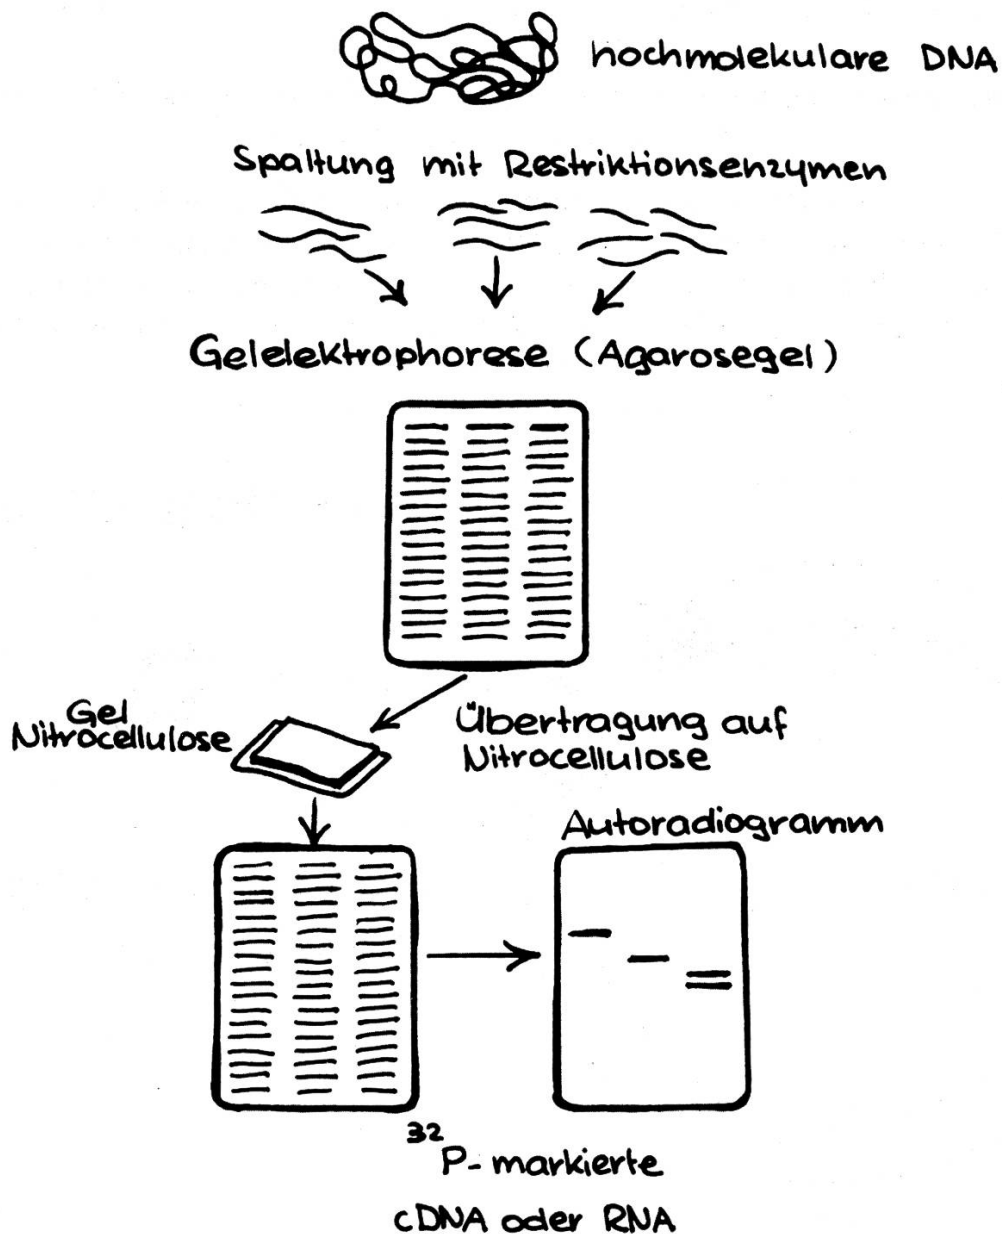 hochmolekulare DNA
Spaltung mit Restriktionsenzymen
Gelelektrophorese (Agarosegel)
Gel
Nitrocellulose
Übertragung auf
Nitrocellulose
Autoradiogramm
32
P-markierte
cDNA oder RNA